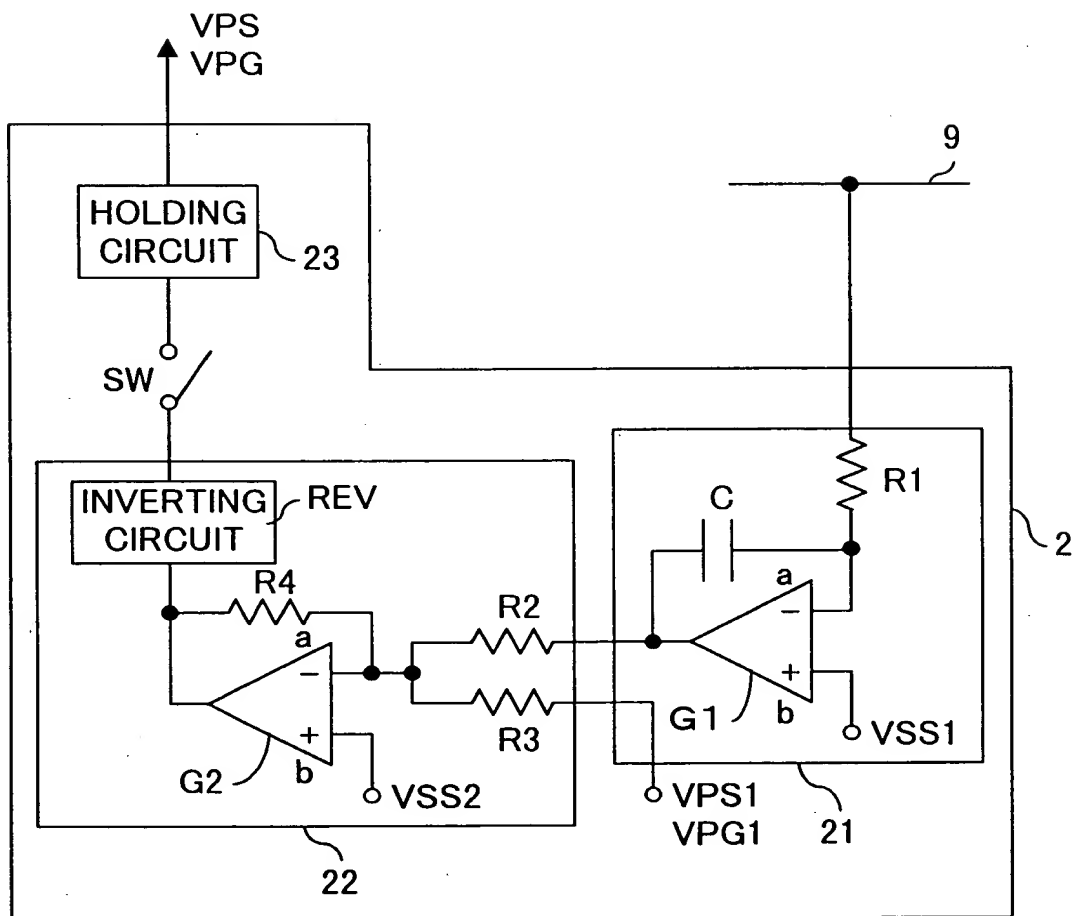 VPS
VPG
9
HOLDING
CIRCUIT
23
SW
INVERTING
CIRCUIT
REV
R1
C
2
R4
R2
a
a
−
−
+
+
b
b
G1
R3
VSS1
G2
VSS2
VPS1
VPG1
21
22